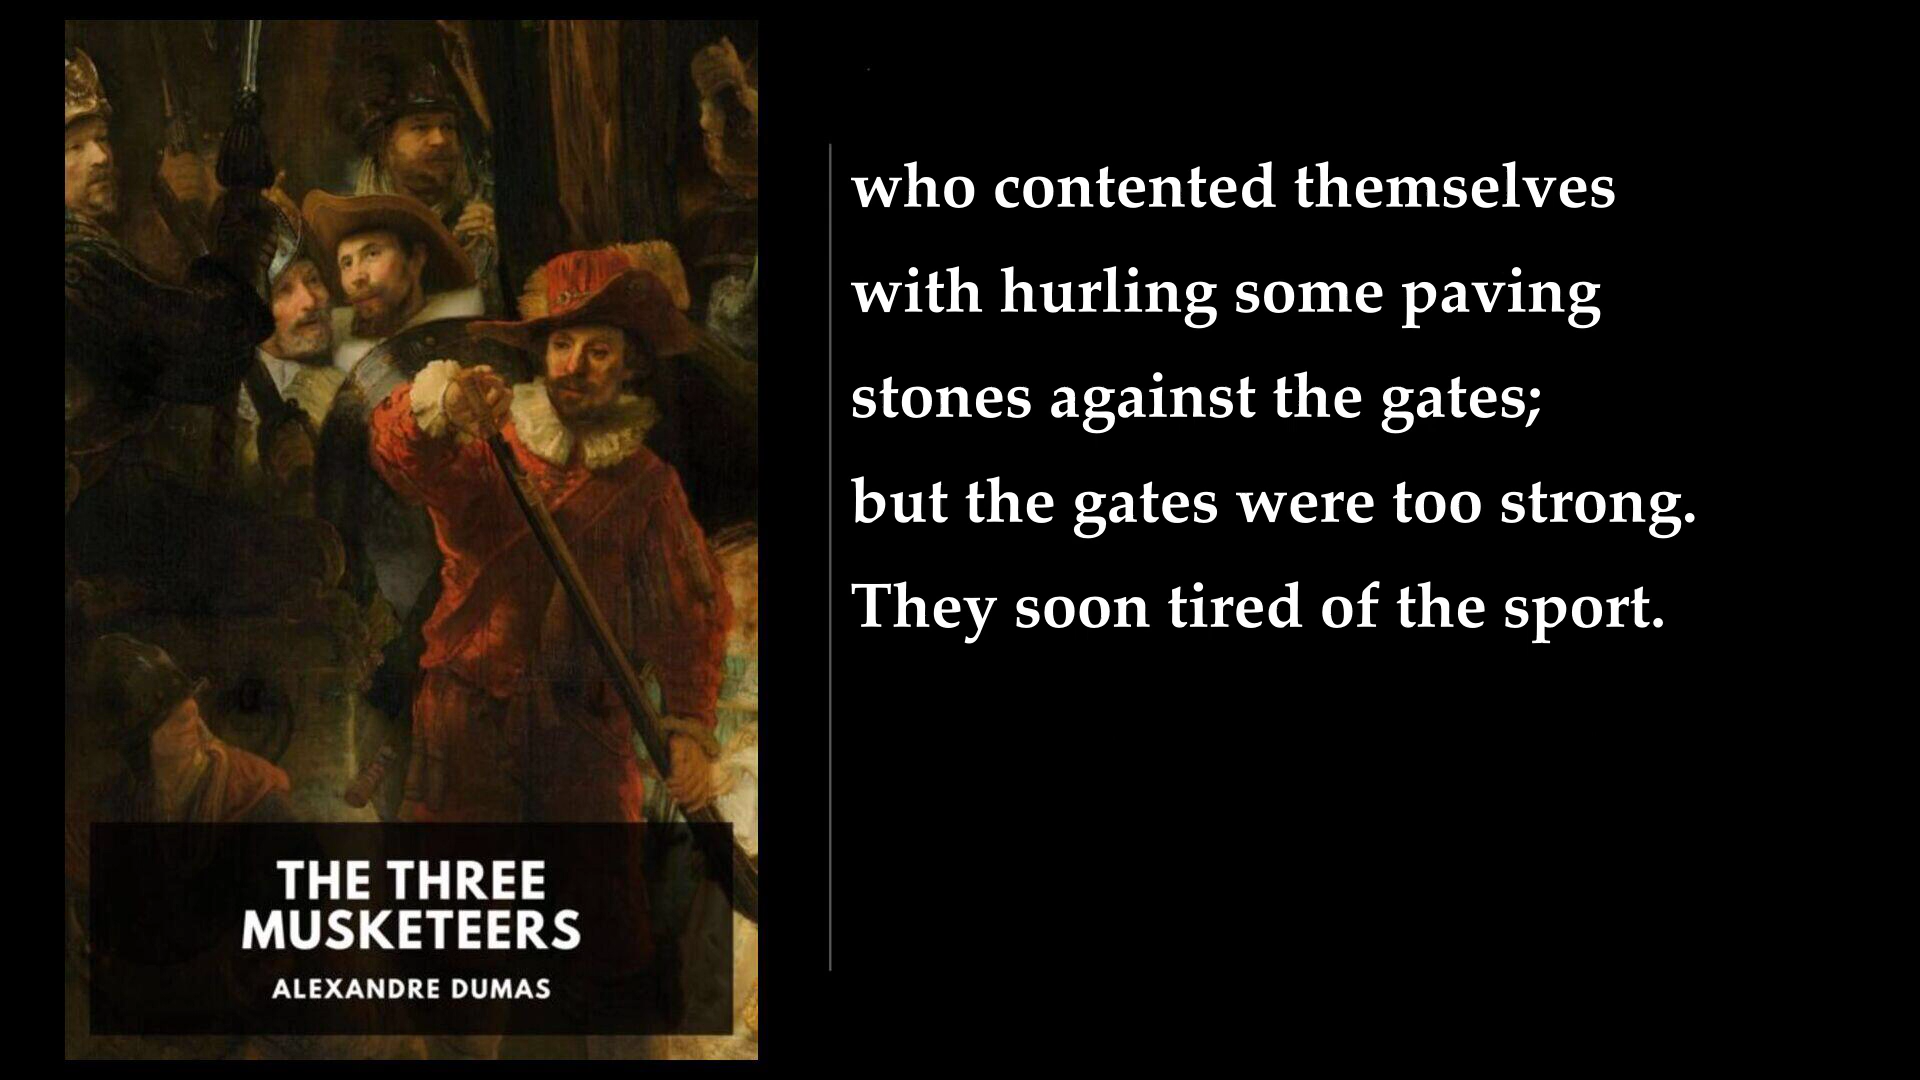 who contented themselves
with hurling some paving
stones against the gates;
but the gates were too strong.
They soon tired of the sport.
THE THREE
MUSKETEERS
ALEXANDRE DUMAS